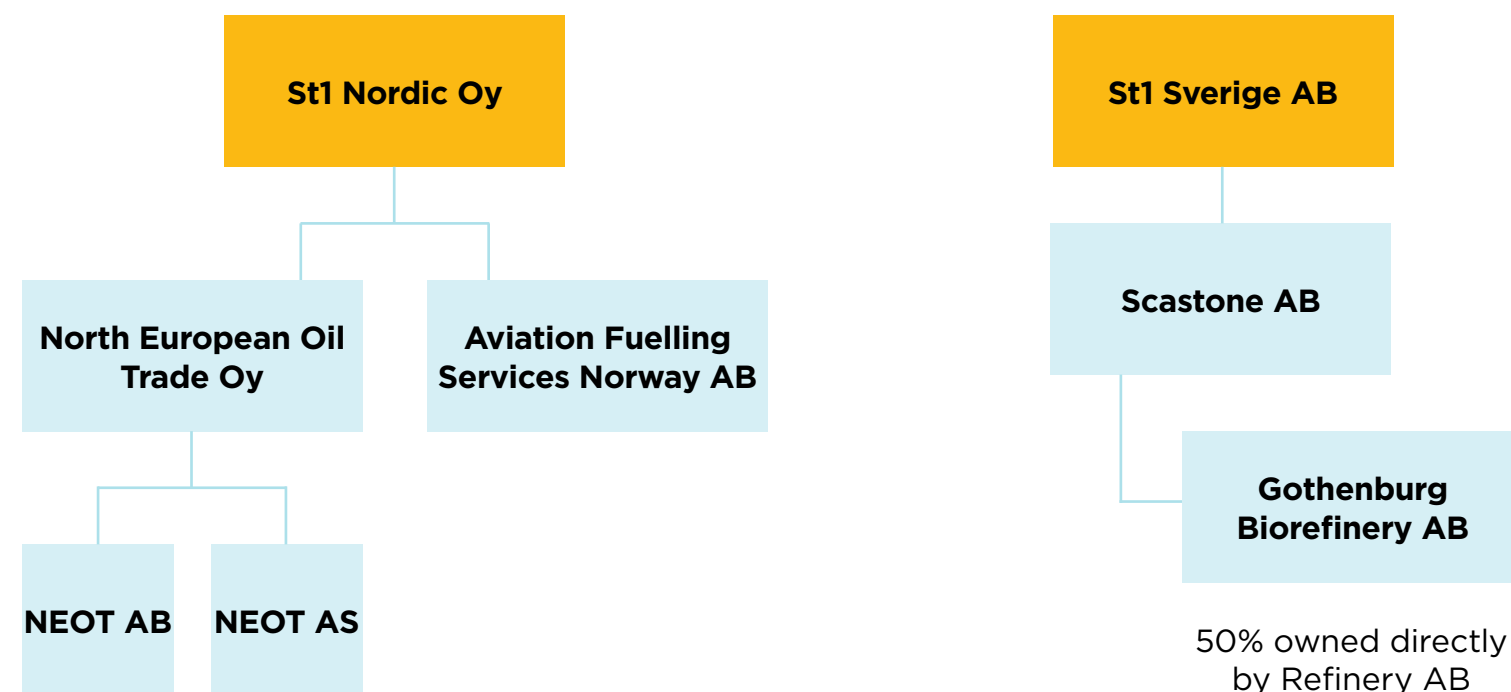 St1 Nordic Oy
St1 Sverige AB
North European Oil
Trade Oy
Aviation Fuelling
Services Norway AB
Scastone AB
Gothenburg
Biorefinery AB
NEOT AB
NEOT AS
50% owned directly
by Refinery AB